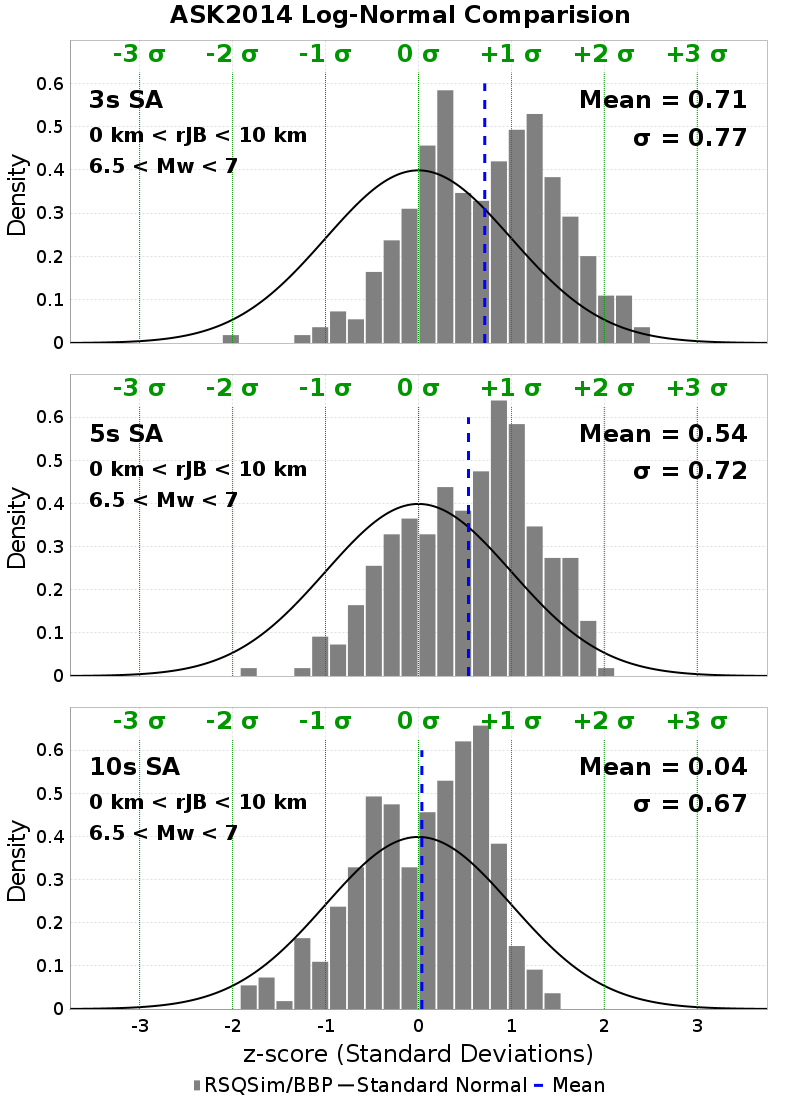 ASK2014 Log-Normal Comparision
-3 σ -2 σ -1 σ 0 σ +1 σ +2 σ +3 σ
3s SA
0 km < rJB < 10 km
6.5 < Mw < 7
Mean = 0.71
σ = 0.77
Density
0.6
0.5
0.4
0.3
0.2
0.1
0
-3 σ -2 σ -1 σ 0 σ +1 σ +2 σ +3 σ
5s SA
0 km < rJB < 10 km
6.5 < Mw < 7
Mean = 0.54
σ = 0.72
Density
0.6
0.5
0.4
0.3
0.2
0.1
0
-3 σ -2 σ -1 σ 0 σ +1 σ +2 σ +3 σ
10s SA
0 km < rJB < 10 km
6.5 < Mw < 7
Mean = 0.04
σ = 0.67
Density
0.6
0.5
0.4
0.3
0.2
0.1
0
-3 -2 -1 0 1 2 3
z-score (Standard Deviations)
RSQSim/BBP Standard Normal Mean